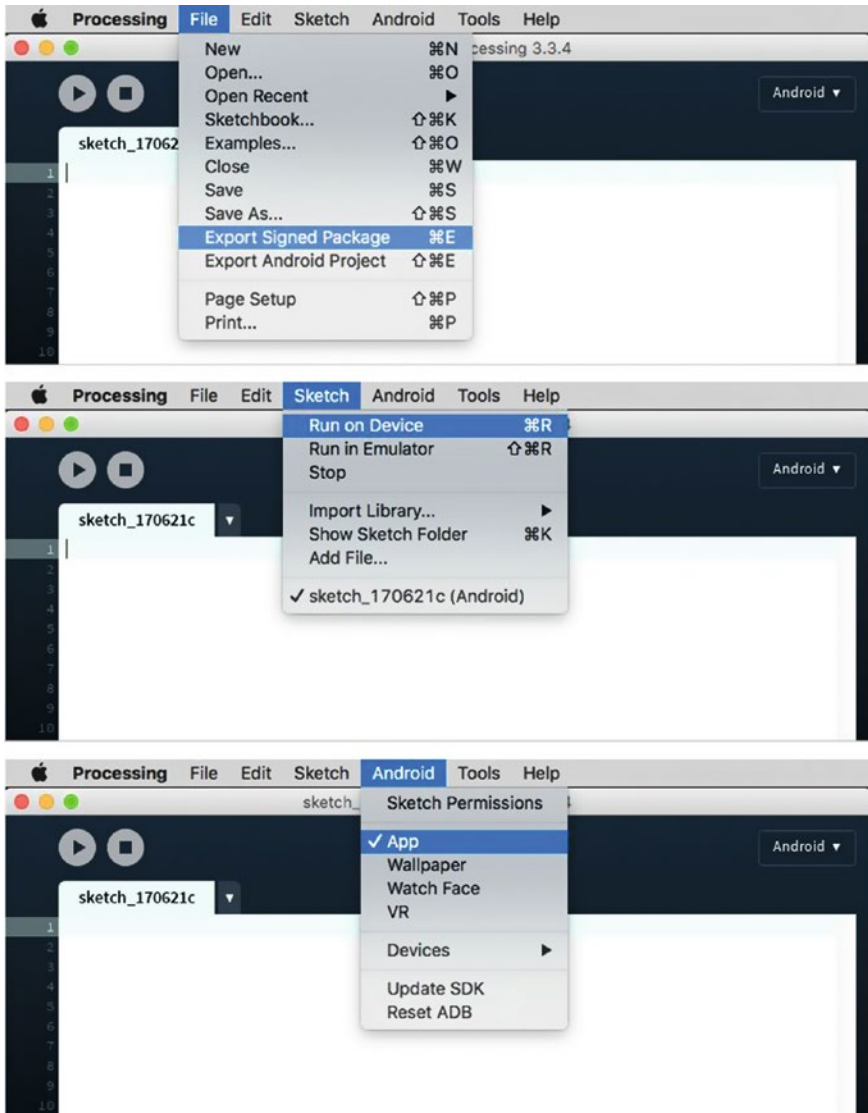 Processing File Edit Sketch Android Tools Help
cessing 3.3.4
New ⌘N
Open... ⌘O
Open Recent ▶
Sketchbook... ⇧⌘K
Examples... ⇧⌘O
Close ⌘W
Save ⌘S
Save As... ⇧⌘S
Export Signed Package ⌘E
Export Android Project ⇧⌘E
Page Setup ⇧⌘P
Print... ⌘P
Android ▼
sketch_17062
1
2
3
4
5
6
7
8
9
10
Processing File Edit Sketch Android Tools Help
Run on Device ⌘R
Run in Emulator ⇧⌘R
Stop
Import Library... ▶
Show Sketch Folder ⌘K
Add File...
✓ sketch_170621c (Android)
Android ▼
sketch_170621c ▼
1
2
3
4
5
6
7
8
9
10
Processing File Edit Sketch Android Tools Help
sketch_
Sketch Permissions
✓ App
Wallpaper
Watch Face
VR
Devices ▶
Update SDK
Reset ADB
Android ▼
sketch_170621c ▼
1
2
3
4
5
6
7
8
9
10